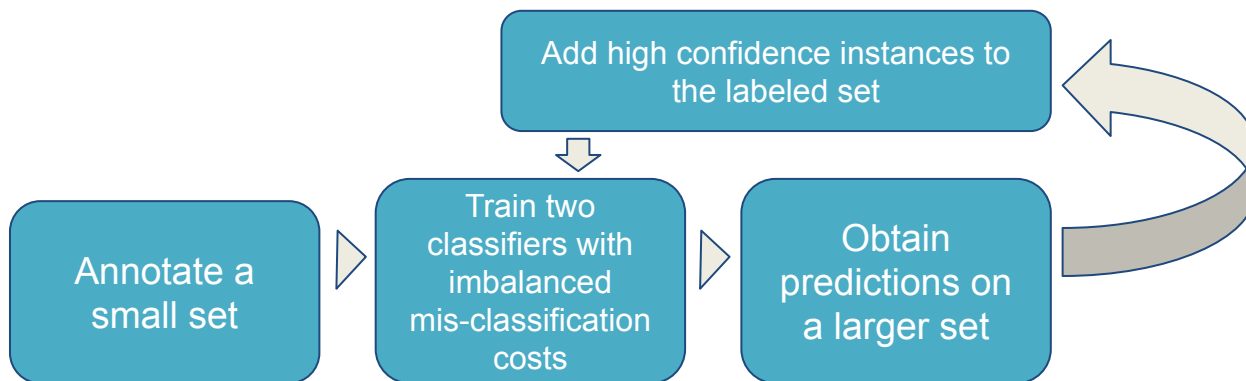 Add high confidence instances to
the labeled set
Annotate a
small set
Train two
classifiers with
imbalanced
mis-classification
costs
Obtain
predictions on
a larger set